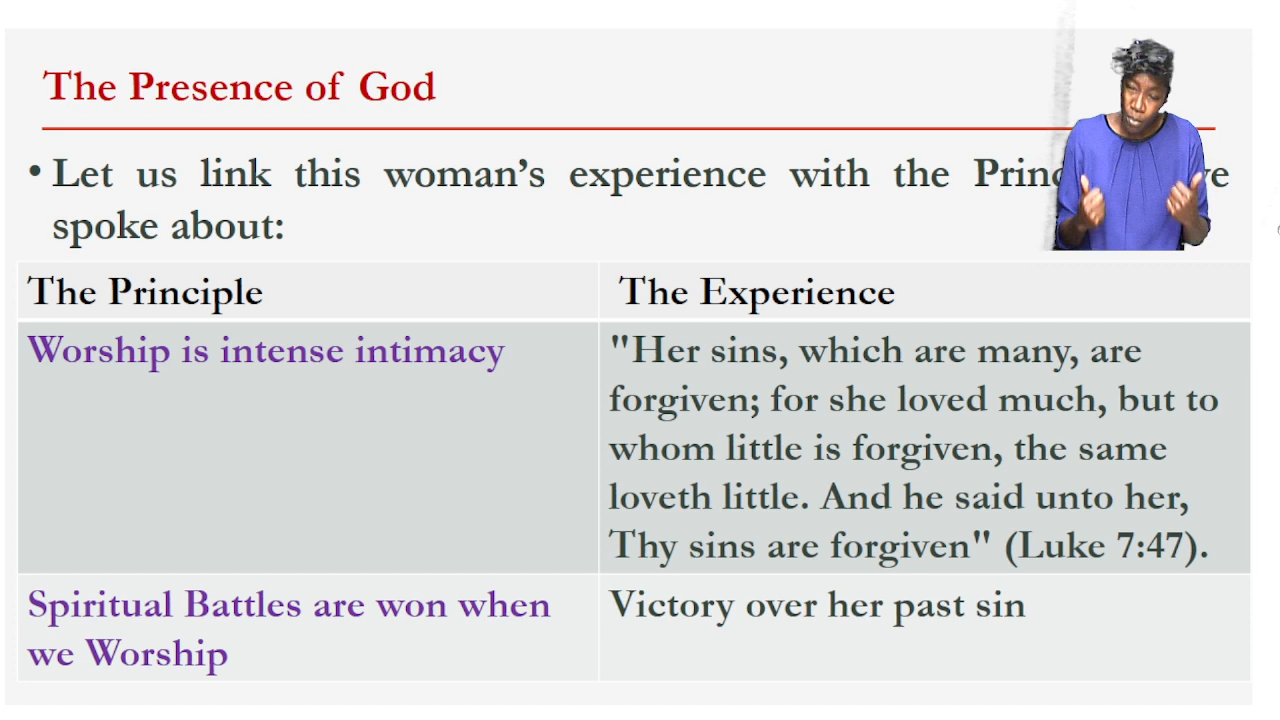 The Presence of God
• Let us link this woman's experience with the
spoke about:
The Principle
The Experience
Worship is intense intimacy
"Her sins, which are many, are
forgiven; for she loved much, but to
whom little is forgiven, the same
loveth little. And he said unto her,
Thy sins are forgiven" (Luke 7:47).
Spiritual Battles are won when
we Worship
Victory over her past sin